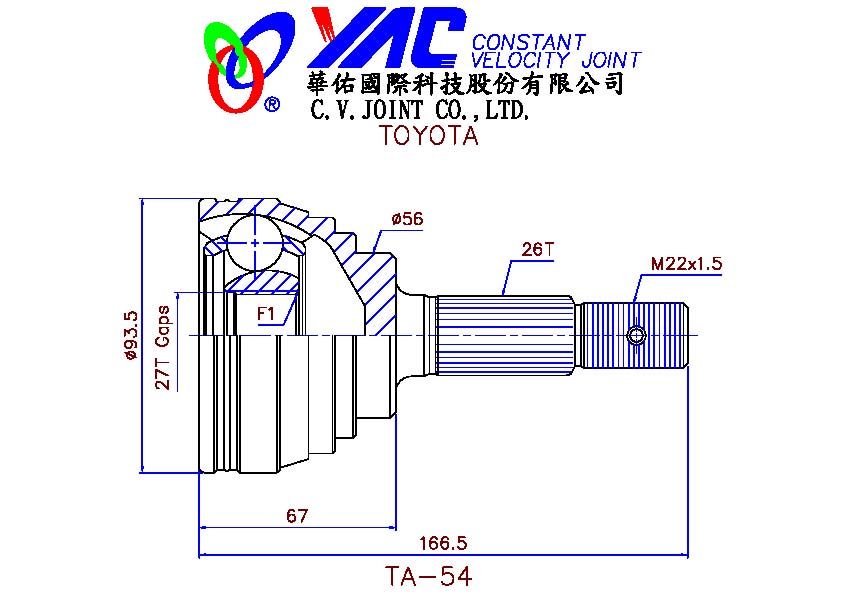 YAC CONSTANT
VELOCITY JOINT
®
華佑國際科技股份有限公司
C.V.JOINT CO.,LTD.
TOYOTA
ø56
26T
M22x1.5
F1
ø93.5
27T Gaps
67
166.5
TA-54